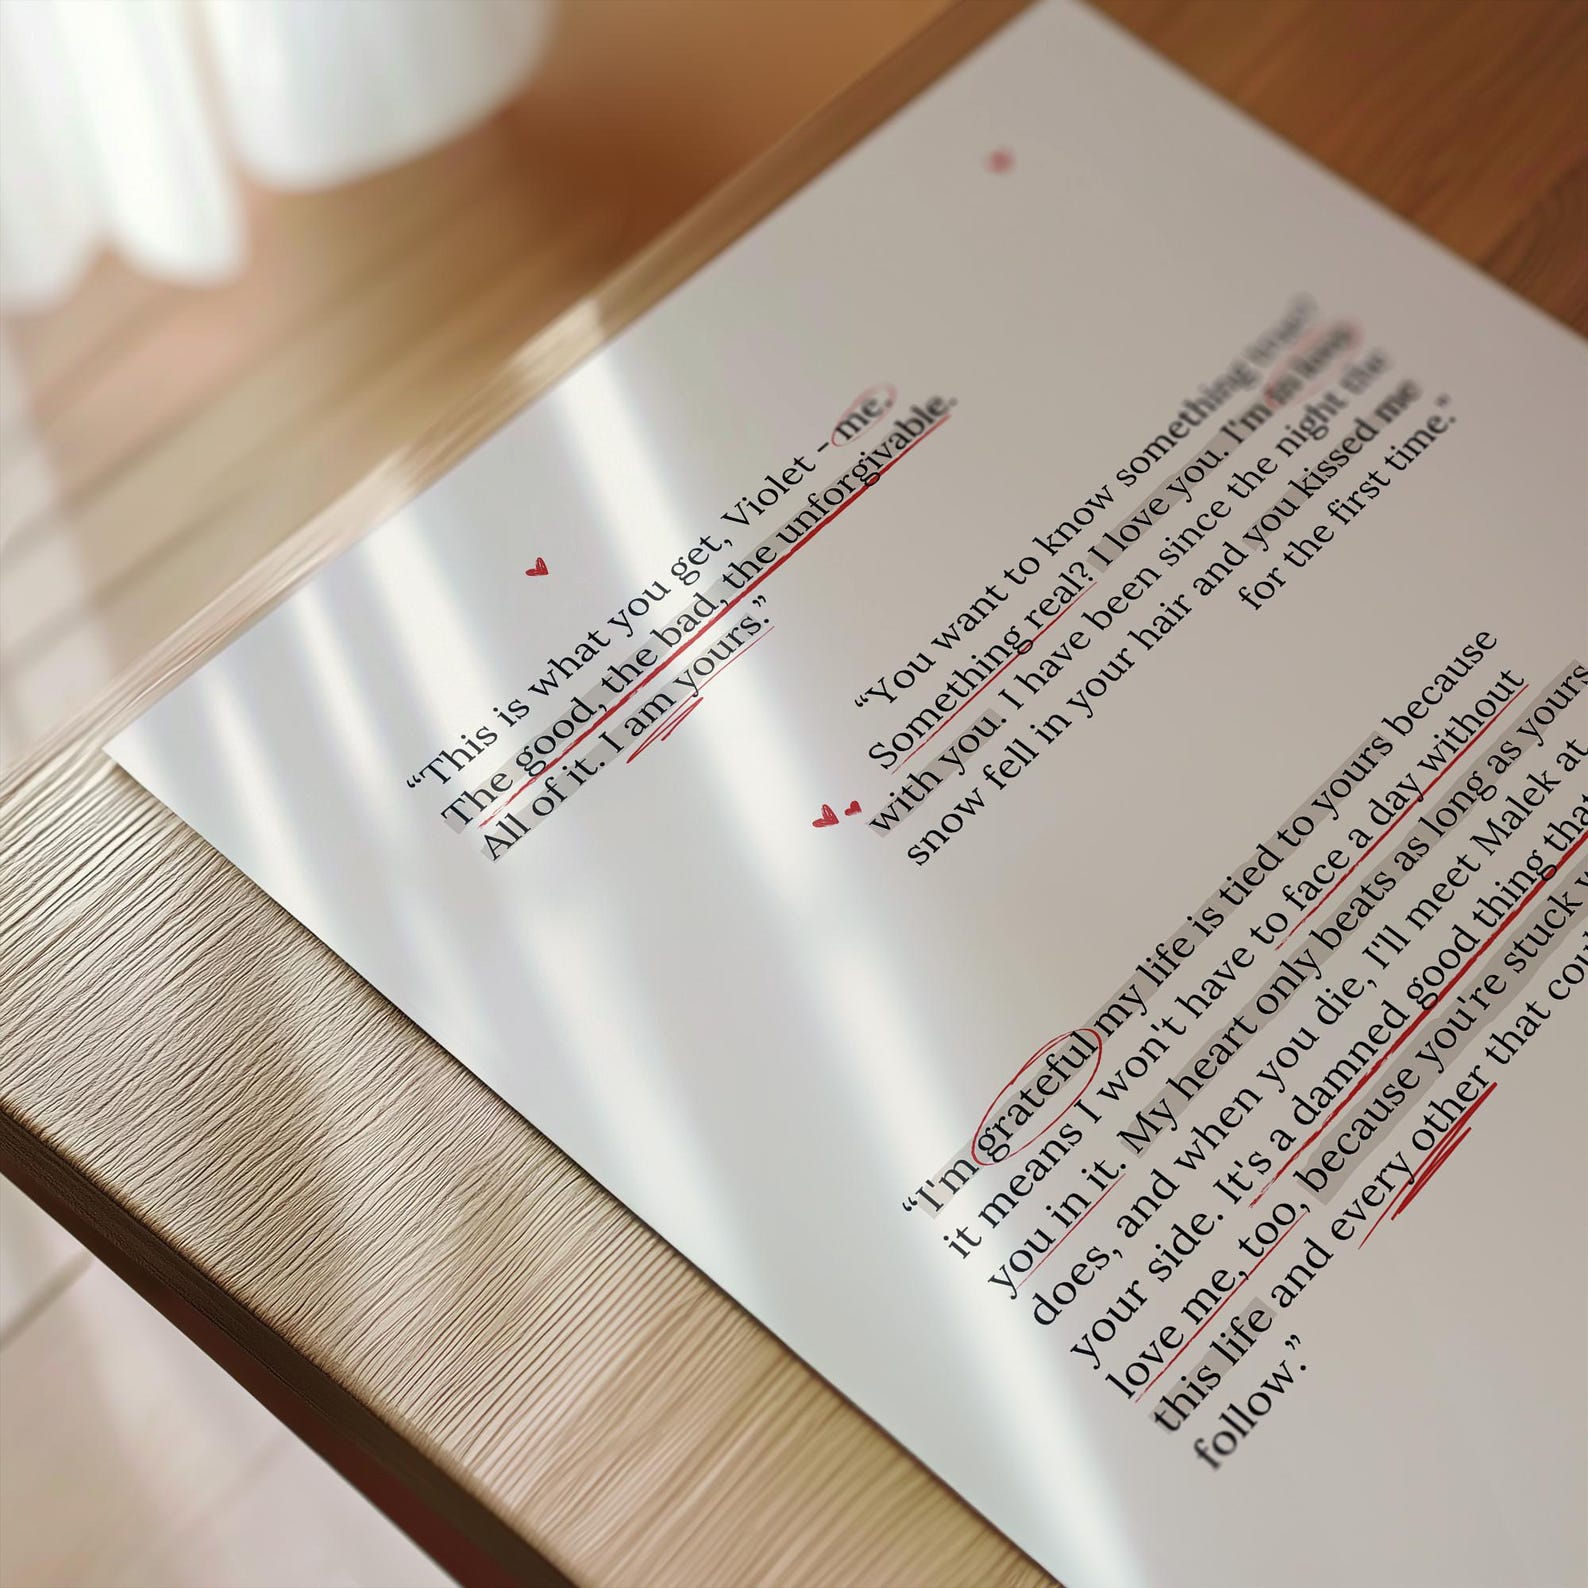 “This is what you get, Violet - me.
The good, the bad, the unforgivable.
All of it. I am yours.”
“You want to know something
Something real? I love you. I'm in love
with you. I have been since the night the
snow fell in your hair and you kissed me
for the first time.”
“I'm grateful my life is tied to yours because
it means I won't have to face a day without
you in it. My heart only beats as long as yours
does, and when you die, I'll meet Malek at
your side. It's a damned good thing that
love me, too, because you're stuck
this life and every other that
follow.”